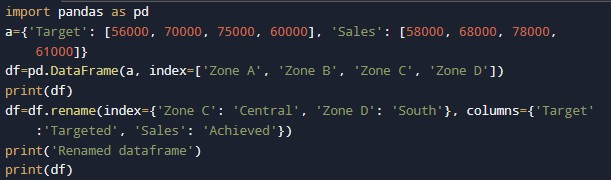 import pandas as pd
a={'Target': [56000, 70000, 75000, 60000], 'Sales': [58000, 68000, 78000,
61000]}
df=pd.DataFrame(a, index=['Zone A', 'Zone B', 'Zone C', 'Zone D'])
print(df)
df=df.rename(index={'Zone C': 'Central', 'Zone D': 'South'}, columns={'Target'
:'Targeted', 'Sales': 'Achieved'})
print('Renamed dataframe')
print(df)